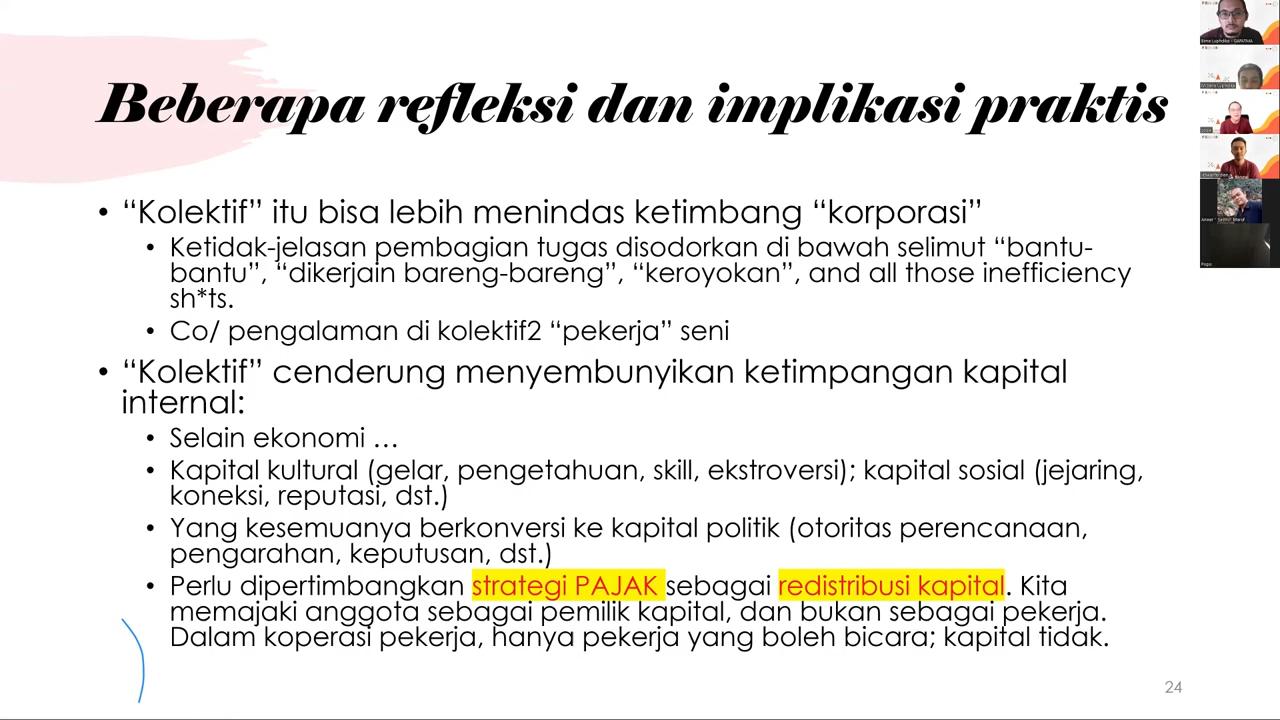 Beberapa refleksi dan implikasi praktis
• “Kolektif” itu bisa lebih menindas ketimbang “korporasi”
• Ketidak-jelasan pembagian tugas disodorkan di bawah selimut “bantu-
bantu”, “dikerjain bareng-bareng”, “keroyokan”, and all those inefficiency
sh*ts.
• Co/ pengalaman di kolektif2 “pekerja” seni
• “Kolektif” cenderung menyembunyikan ketimpangan kapital
internal:
• Selain ekonomi …
• Kapital kultural (gelar, pengetahuan, skill, ekstroversi); kapital sosial (jejaring,
koneksi, reputasi, dst.)
• Yang kesemuanya berkonversi ke kapital politik (otoritas perencanaan,
pengarahan, keputusan, dst.)
• Perlu dipertimbangkan strategi PAJAK sebagai redistribusi kapital. Kita
memajaki anggota sebagai pemilik kapital, dan bukan sebagai pekerja.
Dalam koperasi pekerja, hanya pekerja yang boleh bicara; kapital tidak.
24